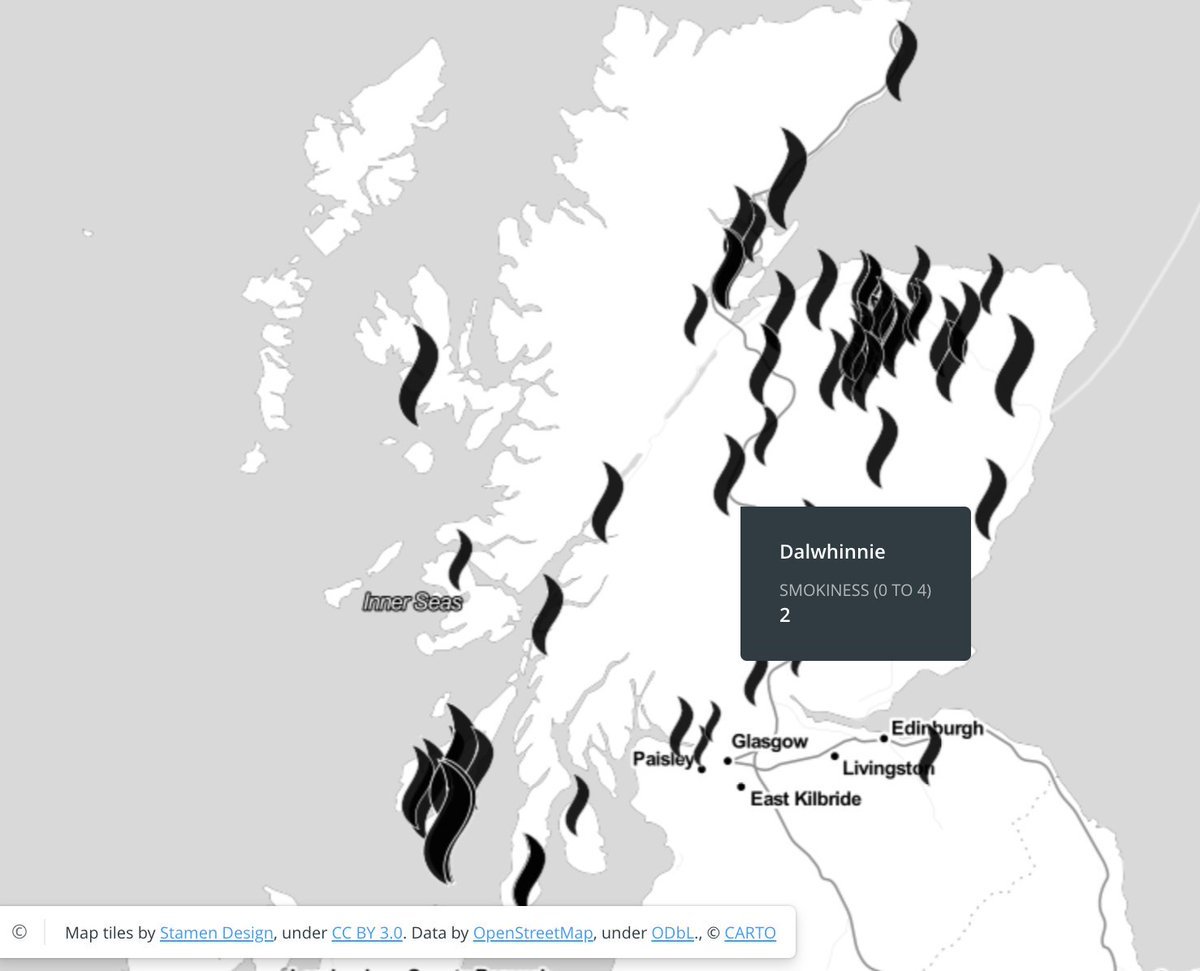 Dalwhinnie
SMOKINESS (0 TO 4)
2
Inner Seas
Edinburgh
Glasgow
Paisley
Livingston
East Kilbride
© Map tiles by Stamen Design, under CC BY 3.0. Data by OpenStreetMap, under ODbL., © CARTO